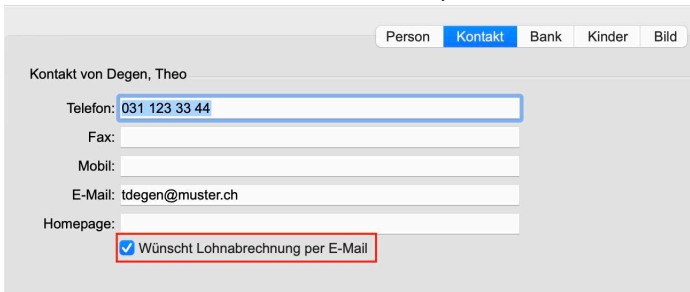 Person Kontakt Bank Kinder Bild
Kontakt von Degen, Theo
Telefon: 031 123 33 44
Fax:
Mobil:
E-Mail: tdegen@muster.ch
Homepage:
Wünscht Lohnabrechnung per E-Mail